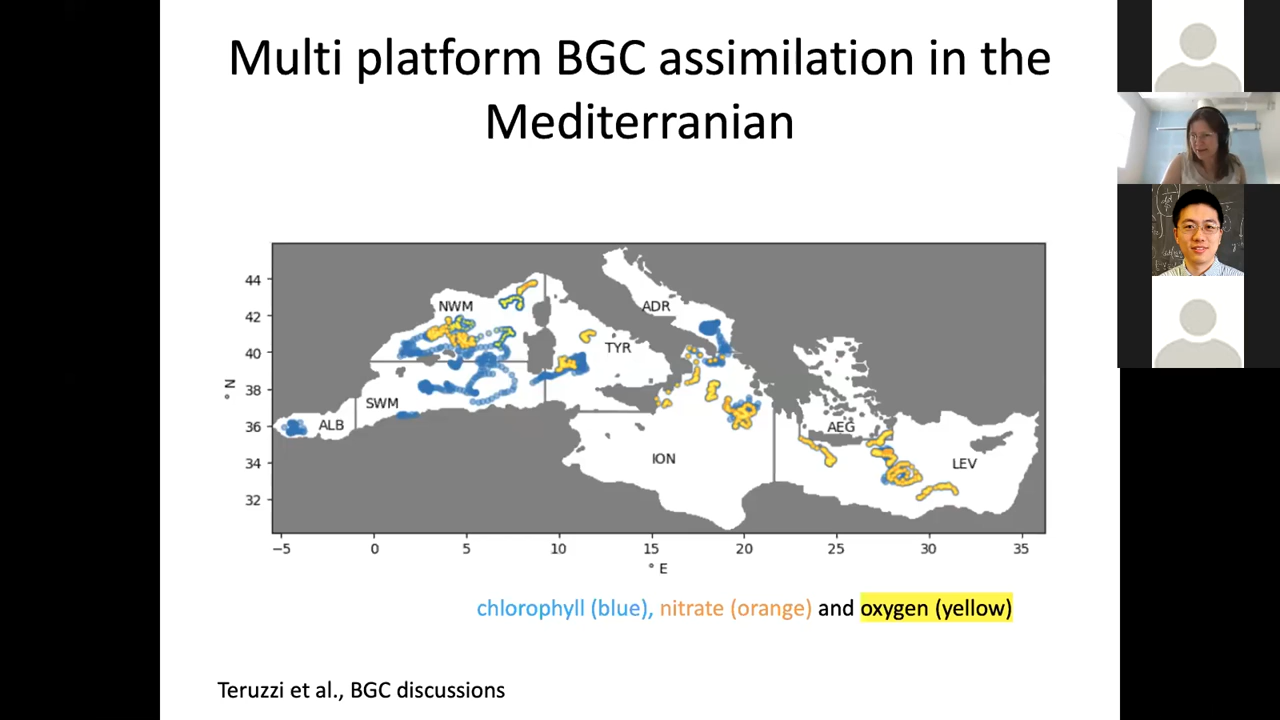 Multi platform BGC assimilation in the
Mediterranian
44
42
40
38
36
34
32
° N
NWM
ADR
TYR
SWM
ALB
AEG
ION
LEV
−5
0
5
10
15
20
25
30
35
° E
chlorophyll (blue), nitrate (orange) and oxygen (yellow)
Teruzzi et al., BGC discussions